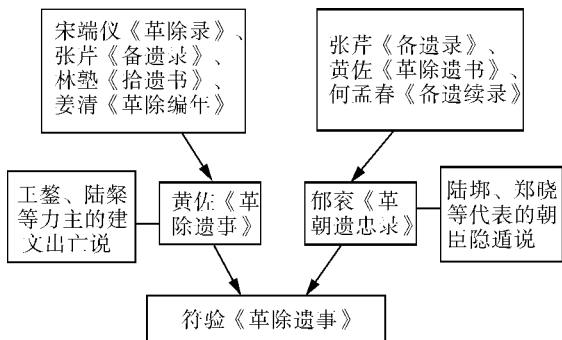 宋端仪《革除录》、
张芹《备遗录》、
林塾《拾遗书》、
姜清《革除编年》
张芹《备遗录》、
黄佐《革除遗书》、
何孟春《备遗续录》
王鏊、陆粲
等力主的建
文出亡说
黄佐《革
除遗事》
郁衮《革
朝遗忠录》
陆垹、郑晓
等代表的朝
臣隐遁说
符验《革除遗事》